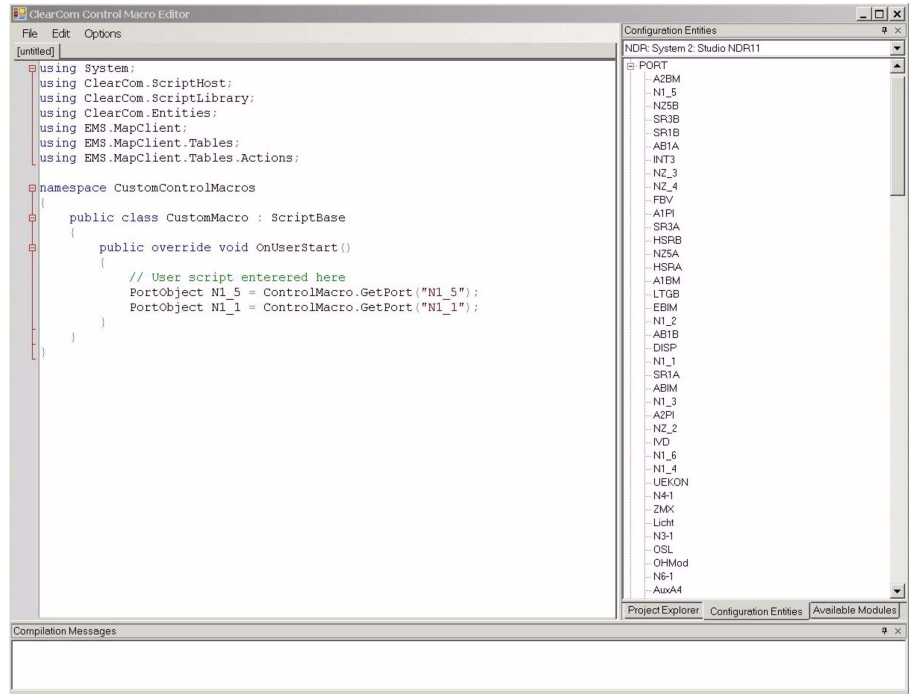 ClearCom Control Macro Editor
File Edit Options
[untitled]
using System;
using ClearCom.ScriptHost;
using ClearCom.ScriptLibrary;
using ClearCom.Entities;
using EMS.MapClient;
using EMS.MapClient.Tables;
using EMS.MapClient.Tables.Actions;
namespace CustomControlMacros
{
public class CustomMacro : ScriptBase
{
public override void OnUserStart()
{
// User script enterered here
PortObject N1_5 = ControlMacro.GetPort("N1_5");
PortObject N1_1 = ControlMacro.GetPort("N1_1");
}
}
}
Configuration Entities
NDR: System 2: Studio NDR11
PORT
A2BM
N1_5
NZ5B
SR3B
SR1B
AB1A
INT3
NZ_3
NZ_4
FBV
A1PI
SR3A
HSRB
NZ5A
HSRA
A1BM
LTGB
EBIM
N1_2
AB1B
DISP
N1_1
SR1A
ABIM
N1_3
A2PI
NZ_2
IVD
N1_6
N1_4
UEKON
N4-1
ZMX
Licht
N3-1
OSL
OHMod
N6-1
AuxA4
Project Explorer Configuration Entities Available Modules
Compilation Messages